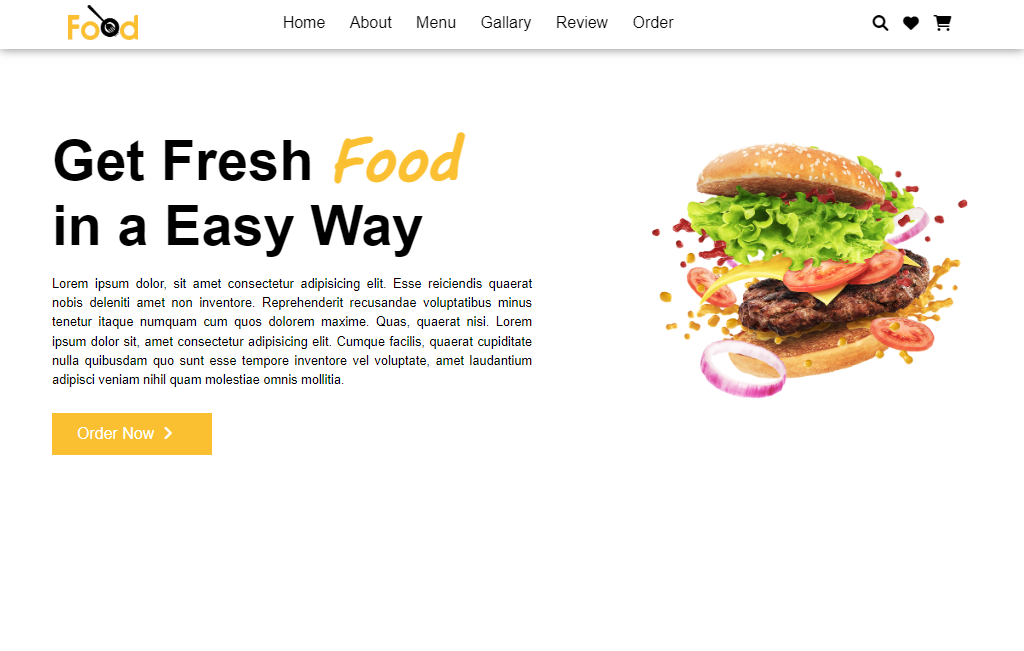 Food
Home About Menu Gallary Review Order
Get Fresh Food
in a Easy Way
Lorem ipsum dolor, sit amet consectetur adipisicing elit. Esse reiciendis quaerat
nobis deleniti amet non inventore. Reprehenderit recusandae voluptatibus minus
tenetur itaque numquam cum quos dolorem maxime. Quas, quaerat nisi. Lorem
ipsum dolor sit, amet consectetur adipisicing elit. Cumque facilis, quaerat cupiditate
nulla quibusdam quo sunt esse tempore inventore vel voluptate, amet laudantium
adipisci veniam nihil quam molestiae omnis mollitia.
Order Now